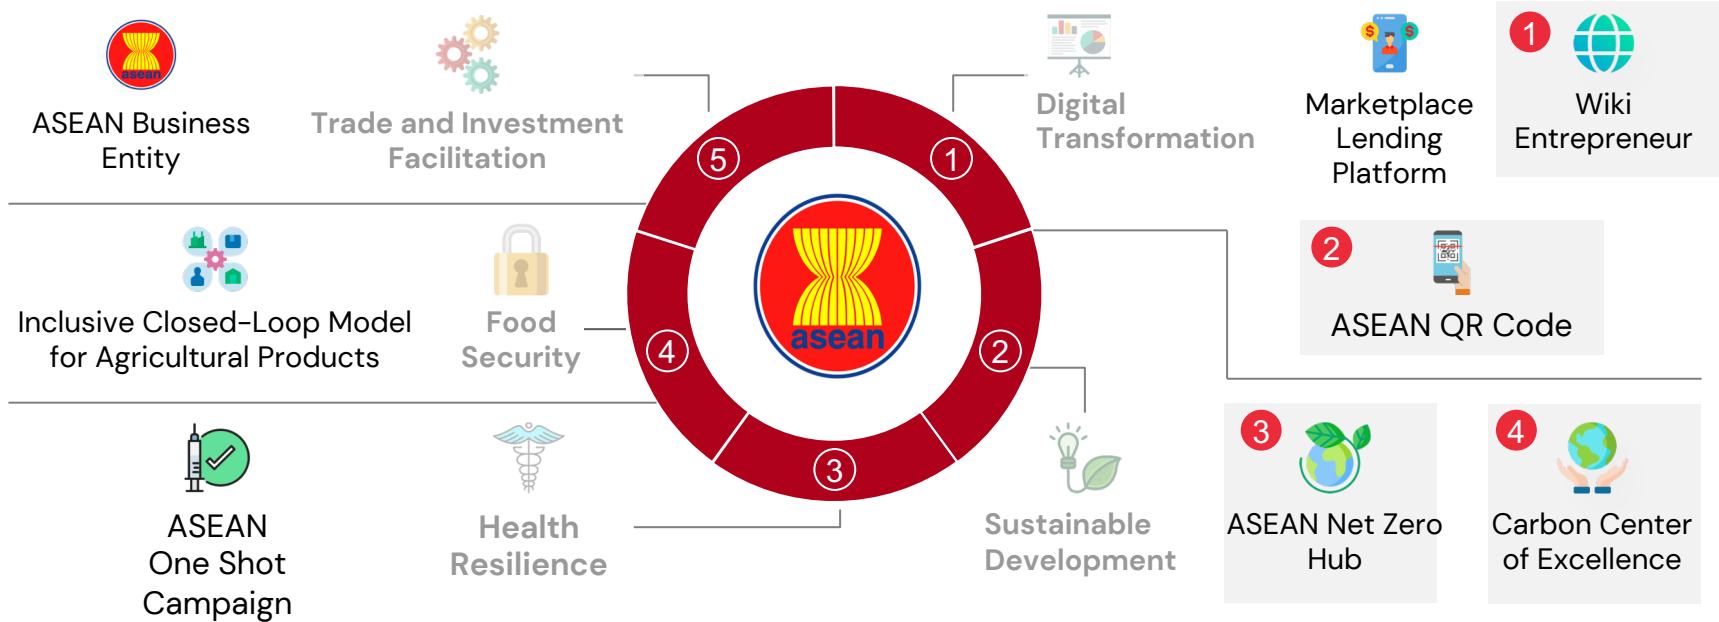 asean
ASEAN Business
Entity
Trade and Investment
Facilitation
5
1
Digital
Transformation
$ $
Marketplace
Lending
Platform
1
Wiki
Entrepreneur
Inclusive Closed-Loop Model
for Agricultural Products
Food
Security
4
asean
2
2
ASEAN QR Code
ASEAN
One Shot
Campaign
Health
Resilience
3
Sustainable
Development
3
ASEAN Net Zero
Hub
4
Carbon Center
of Excellence